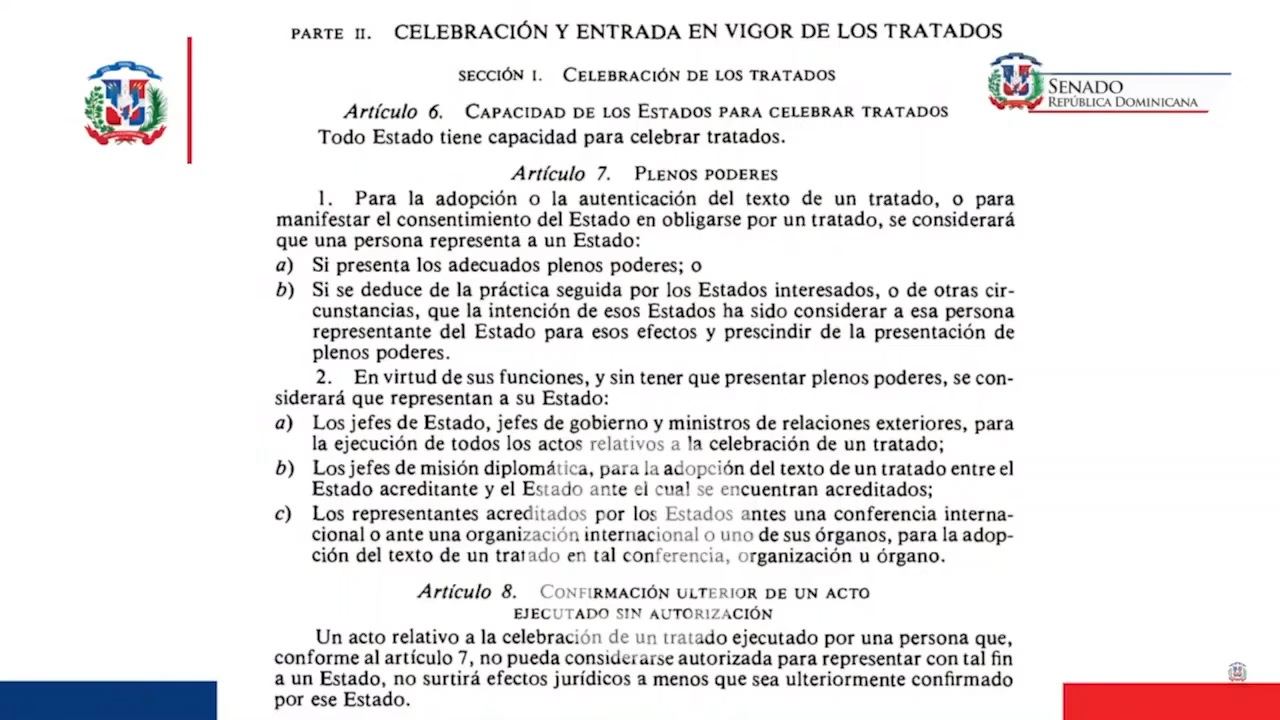 PARTE II. CELEBRACIÓN Y ENTRADA EN VIGOR DE LOS TRATADOS
SECCIÓN I. CELEBRACIÓN DE LOS TRATADOS
SENADO
REPÚBLICA DOMINICANA
Artículo 6. CAPACIDAD DE LOS ESTADOS PARA CELEBRAR TRATADOS
Todo Estado tiene capacidad para celebrar tratados.
Artículo 7. PLENOS PODERES
1. Para la adopción o la autenticación del texto de un tratado, o para
manifestar el consentimiento del Estado en obligarse por un tratado, se considerará
que una persona representa a un Estado:
a) Si presenta los adecuados plenos poderes; o
b) Si se deduce de la práctica seguida por los Estados interesados, o de otras cir-
cunstancias, que la intención de esos Estados ha sido considerar a esa persona
representante del Estado para esos efectos y prescindir de la presentación de
plenos poderes.
2. En virtud de sus funciones, y sin tener que presentar plenos poderes, se con-
siderará que representan a su Estado:
a) Los jefes de Estado, jefes de gobierno y ministros de relaciones exteriores, para
la ejecución de todos los actos relativos a la celebración de un tratado;
b) Los jefes de misión diplomática, para la adopción del texto de un tratado entre el
Estado acreditante y el Estado ante el cual se encuentran acreditados;
c) Los representantes acreditados por los Estados antes una conferencia interna-
cional o ante una organización internacional o uno de sus órganos, para la adop-
ción del texto de un tratado en tal conferencia, organización u órgano.
Artículo 8. CONFIRMACIÓN ULTERIOR DE UN ACTO
EJECUTADO SIN AUTORIZACIÓN
Un acto relativo a la celebración de un tratado ejecutado por una persona que,
conforme al artículo 7, no pueda considerarse autorizada para representar con tal fin
a un Estado, no surtirá efectos jurídicos a menos que sea ulteriormente confirmado
por ese Estado.